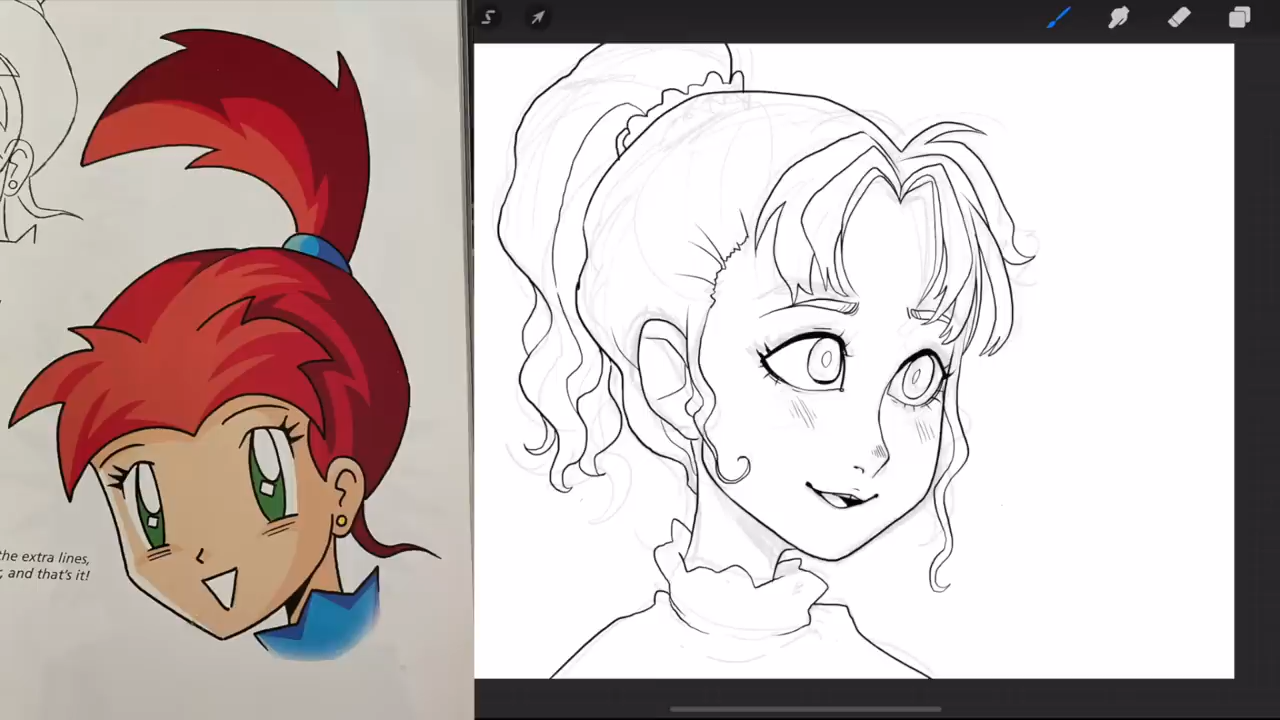 the extra lines,
, and that's it!